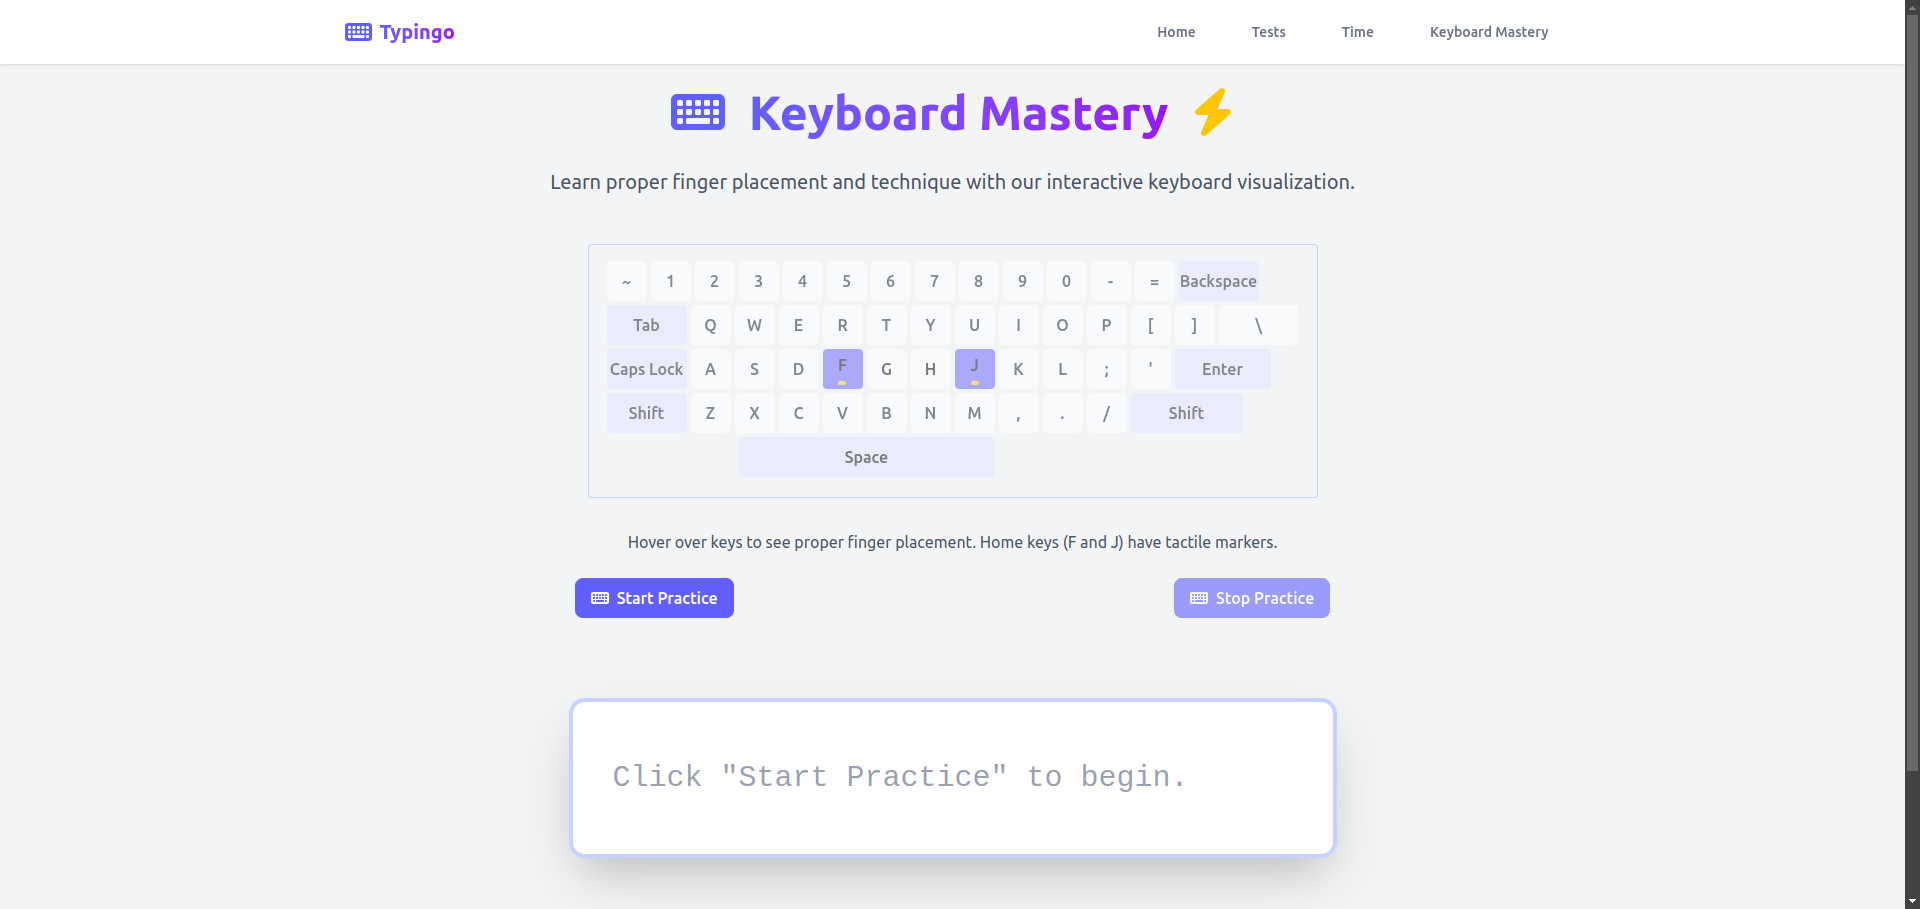 Typingo Home Tests Time Keyboard Mastery
Keyboard Mastery
Learn proper finger placement and technique with our interactive keyboard visualization.
~ 1 2 3 4 5 6 7 8 9 0 - = Backspace
Tab Q W E R T Y U I O P [ ] \
Caps Lock A S D F G H J K L ; ' Enter
Shift Z X C V B N M , . / Shift
Space
Hover over keys to see proper finger placement. Home keys (F and J) have tactile markers.
Start Practice Stop Practice
Click "Start Practice" to begin.